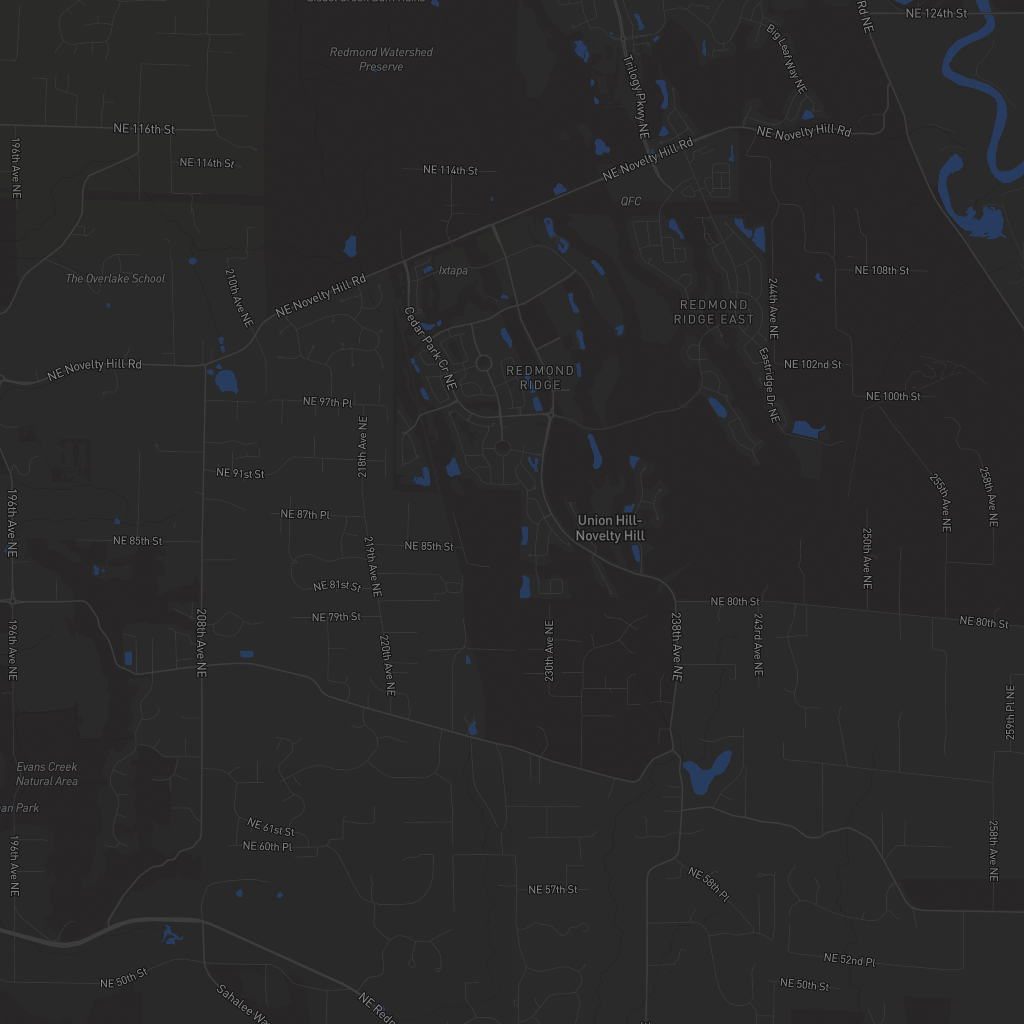 Rd NE
NE 124th St
Big Leaf Way NE
Redmond Watershed
Preserve
Trilogy Pkwy NE
NE 116th St
NE Novelty Hill Rd
NE Novelty Hill Rd
196th Ave NE
NE 114th St
NE 114th St
QFC
The Overlake School
210th Ave NE
NE Novelty Hill Rd
Ixtapa
NE 108th St
244th Ave NE
REDMOND
RIDGE EAST
Cedar Park Cr NE
NE Novelty Hill Rd
REDMOND
RIDGE
Eastridge Dr NE
NE 102nd St
NE 100th St
NE 97th Pl
218th Ave NE
NE 91st St
255th Ave NE
258th Ave NE
196th Ave NE
NE 87th Pl
Union Hill-
Novelty Hill
NE 85th St
NE 85th St
219th Ave NE
250th Ave NE
NE 81st St
NE 80th St
NE 79th St
NE 80th St
196th Ave NE
208th Ave NE
220th Ave NE
230th Ave NE
238th Ave NE
243rd Ave NE
259th Pl NE
Evans Creek
Natural Area
an Park
NE 61st St
NE 60th Pl
196th Ave NE
258th Ave NE
NE 57th St
NE 58th Pl
NE 52nd Pl
NE 50th St
NE 50th St
Sahalee Wa
NE Redm